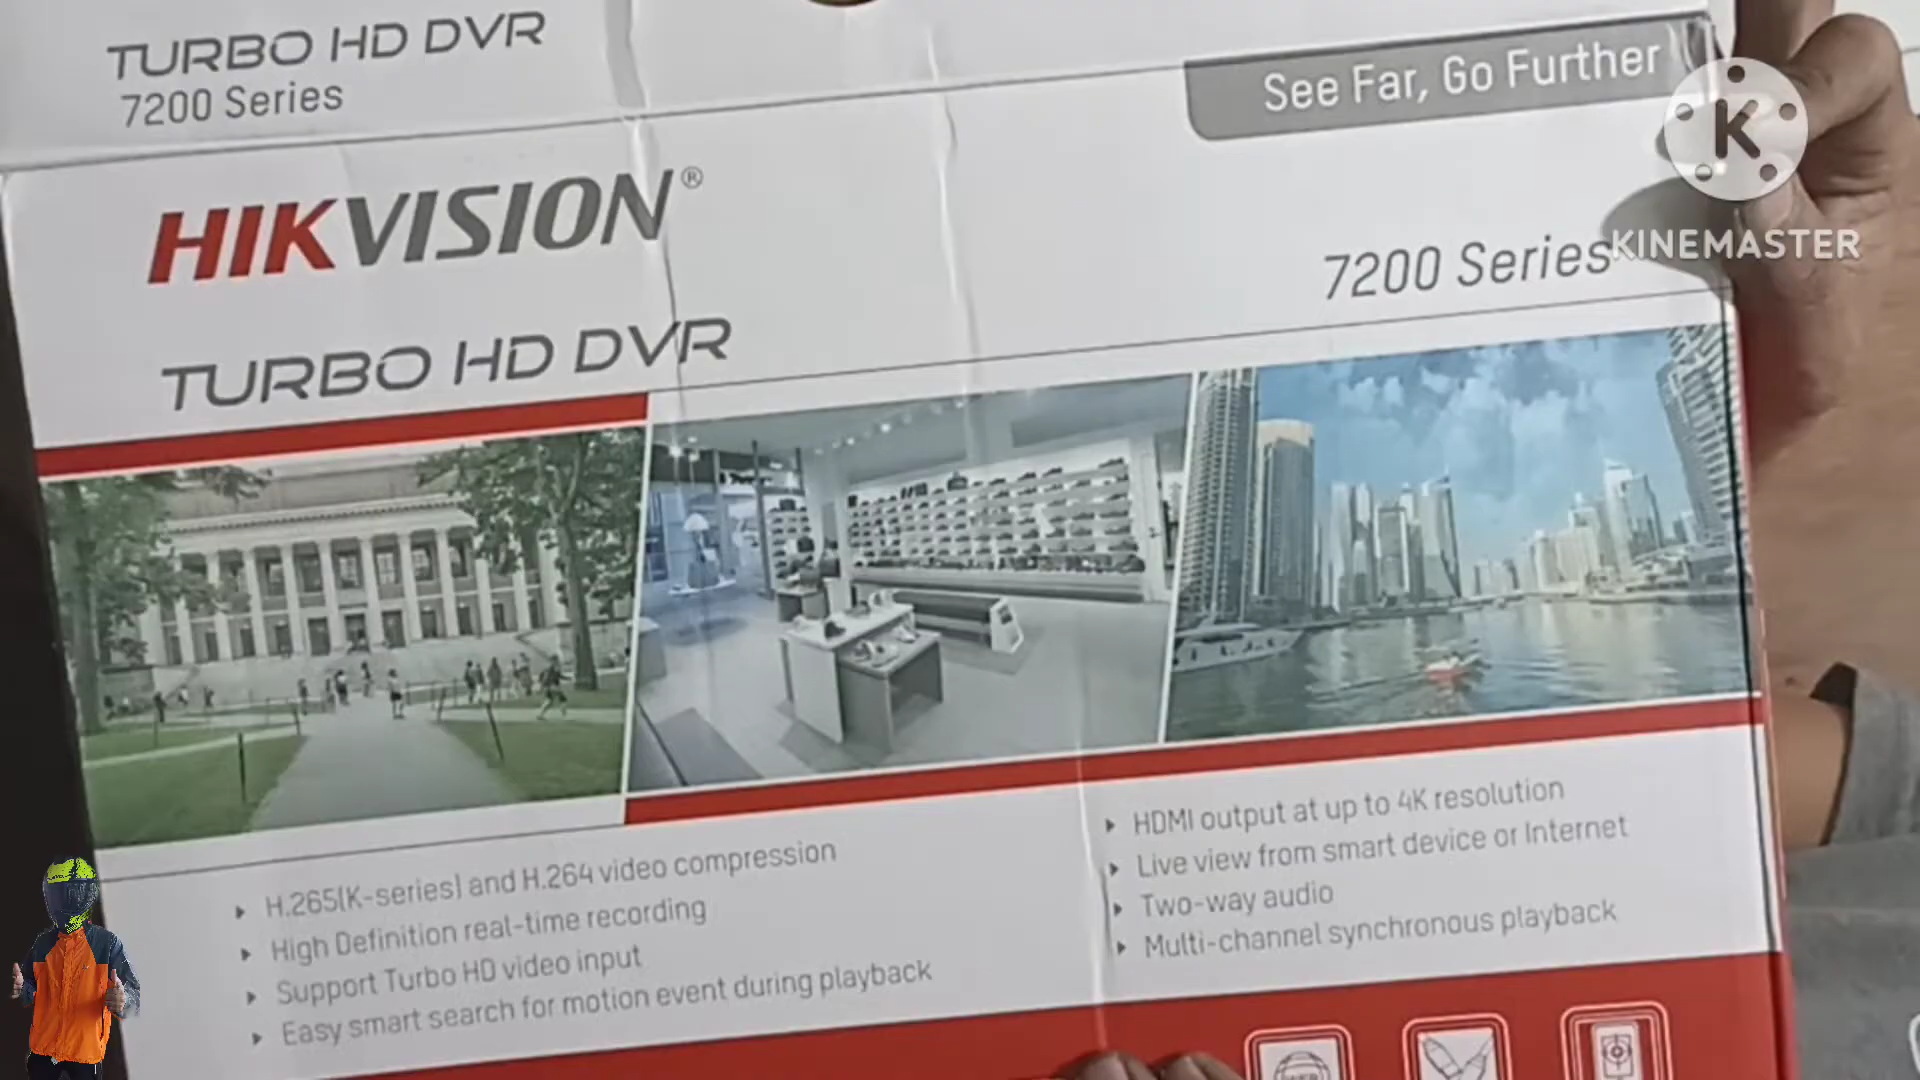 TURBO HD DVR
7200 Series
See Far, Go Further
HIKVISION®
7200 Series
TURBO HD DVR
K
KINEMASTER
H.265(K-series) and H.264 video compression
High Definition real-time recording
Support Turbo HD video input
Easy smart search for motion event during playback
HDMI output at up to 4K resolution
Live view from smart device or Internet
Two-way audio
Multi-channel synchronous playback